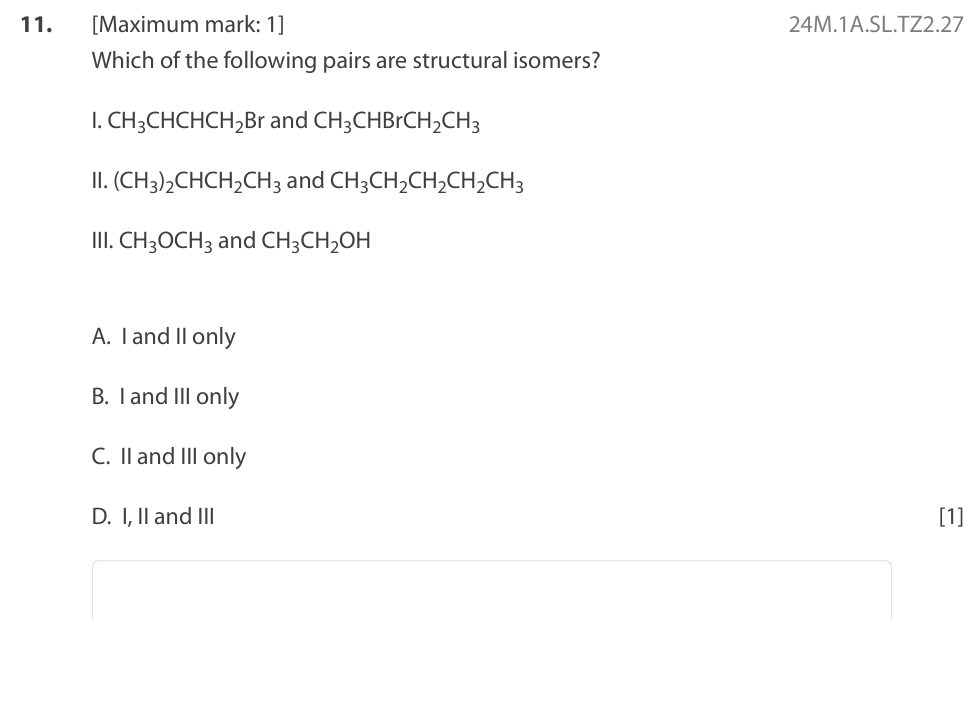 11. [Maximum mark: 1] 24M.1A.SL.TZ2.27
Which of the following pairs are structural isomers?
I. CH₃CHCHCH₂Br and CH₃CHBrCH₂CH₃
II. (CH₃)₂CHCH₂CH₃ and CH₃CH₂CH₂CH₂CH₃
III. CH₃OCH₃ and CH₃CH₂OH
A. I and II only
B. I and III only
C. II and III only
D. I, II and III [1]